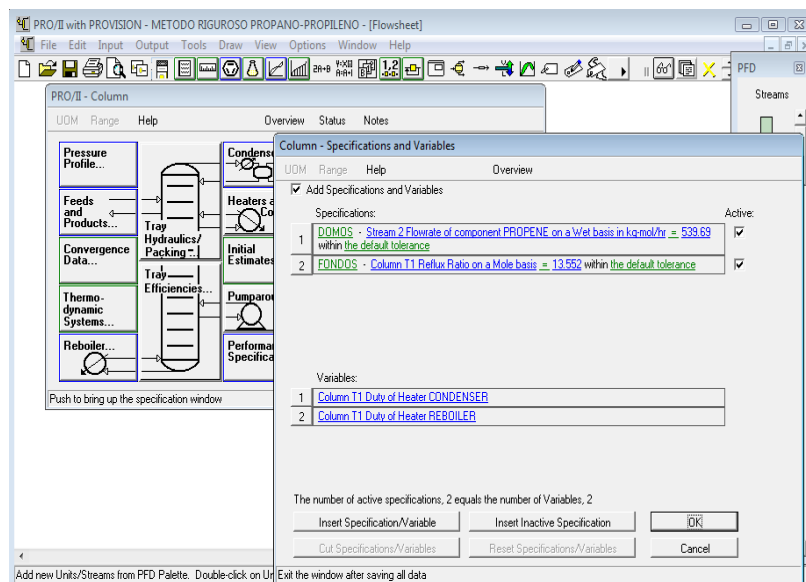 PRO/II with PROVISION - METODO RIGUROSO PROPANO-PROPILENO - [Flowsheet]
File Edit Input Output Tools Draw View Options Window Help
PFD
Streams
PRO/II - Column
UOM Range Help Overview Status Notes
Pressure
Profile...
Feeds
and
Products...
Convergence
Data...
Thermo-
dynamic
Systems...
Reboiler...
Tray
Hydraulics/
Packing
Tray
Efficiencies...
Heaters
Initial
Pumparou
Push to bring up the specification window
Column - Specifications and Variables
UOM Range Help Overview
Add Specifications and Variables
Specifications: Active:
1 DOMOS - Stream 2 Flowrate of component PROPENE on a Wet basis in kg-mol/hr = 539.69
within the default tolerance
2 FONDOS - Column T1 Reflux Ratio on a Mole basis = 13.552 within the default tolerance
Variables:
1 Column T1 Duty of Heater CONDENSER
2 Column T1 Duty of Heater REBOILER
The number of active specifications, 2 equals the number of Variables, 2
Insert Specification/Variable Insert Inactive Specification OK
Cut Specifications/Variables Reset Specifications/Variables Cancel
Add new Units/Streams from PFD Palette. Double-click on Exit the window after saving all data